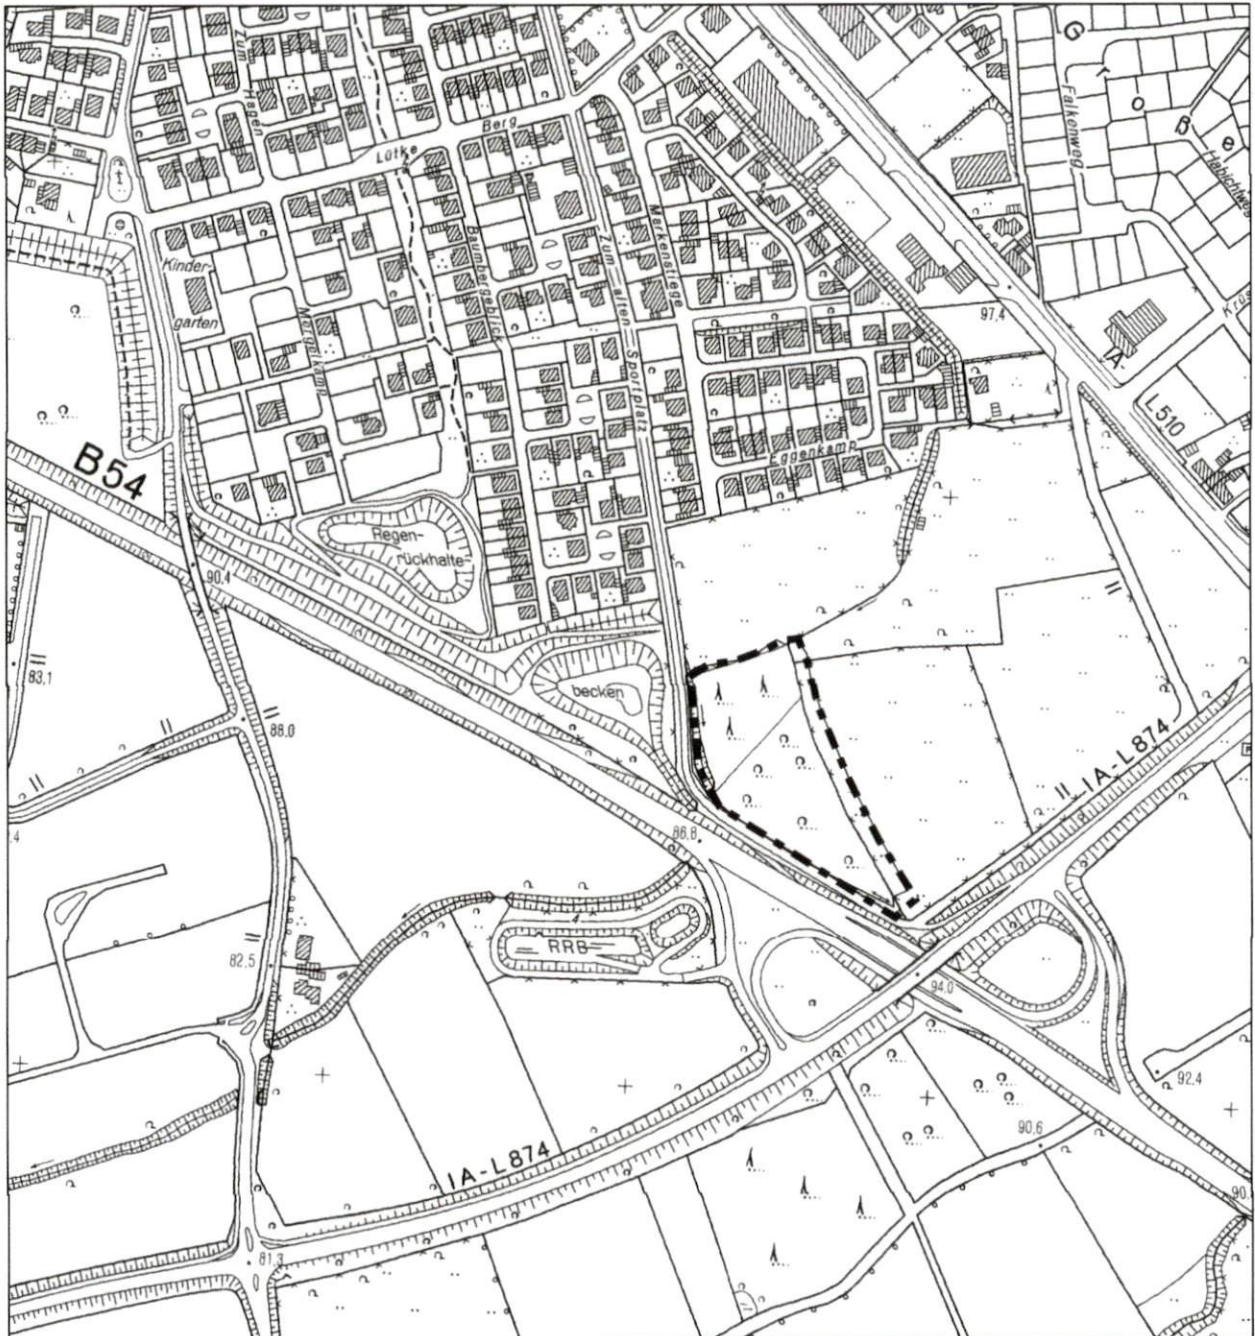 Zum
Hagen
Lütke
Berg
G
r
o
ß
e
Falkenweg
Kinder-
garten
Mergelkamp
Baumbergeblick
Zum alten Sportplatz
Markenstiege
97,4
A
L510
Eggenkamp
B54
Regen-
rückhalte-
90,4
becken
83,1
88,0
IA-L874
86,8
RRB
82,5
94,0
92,4
90,6
IA-L874
81,3
90